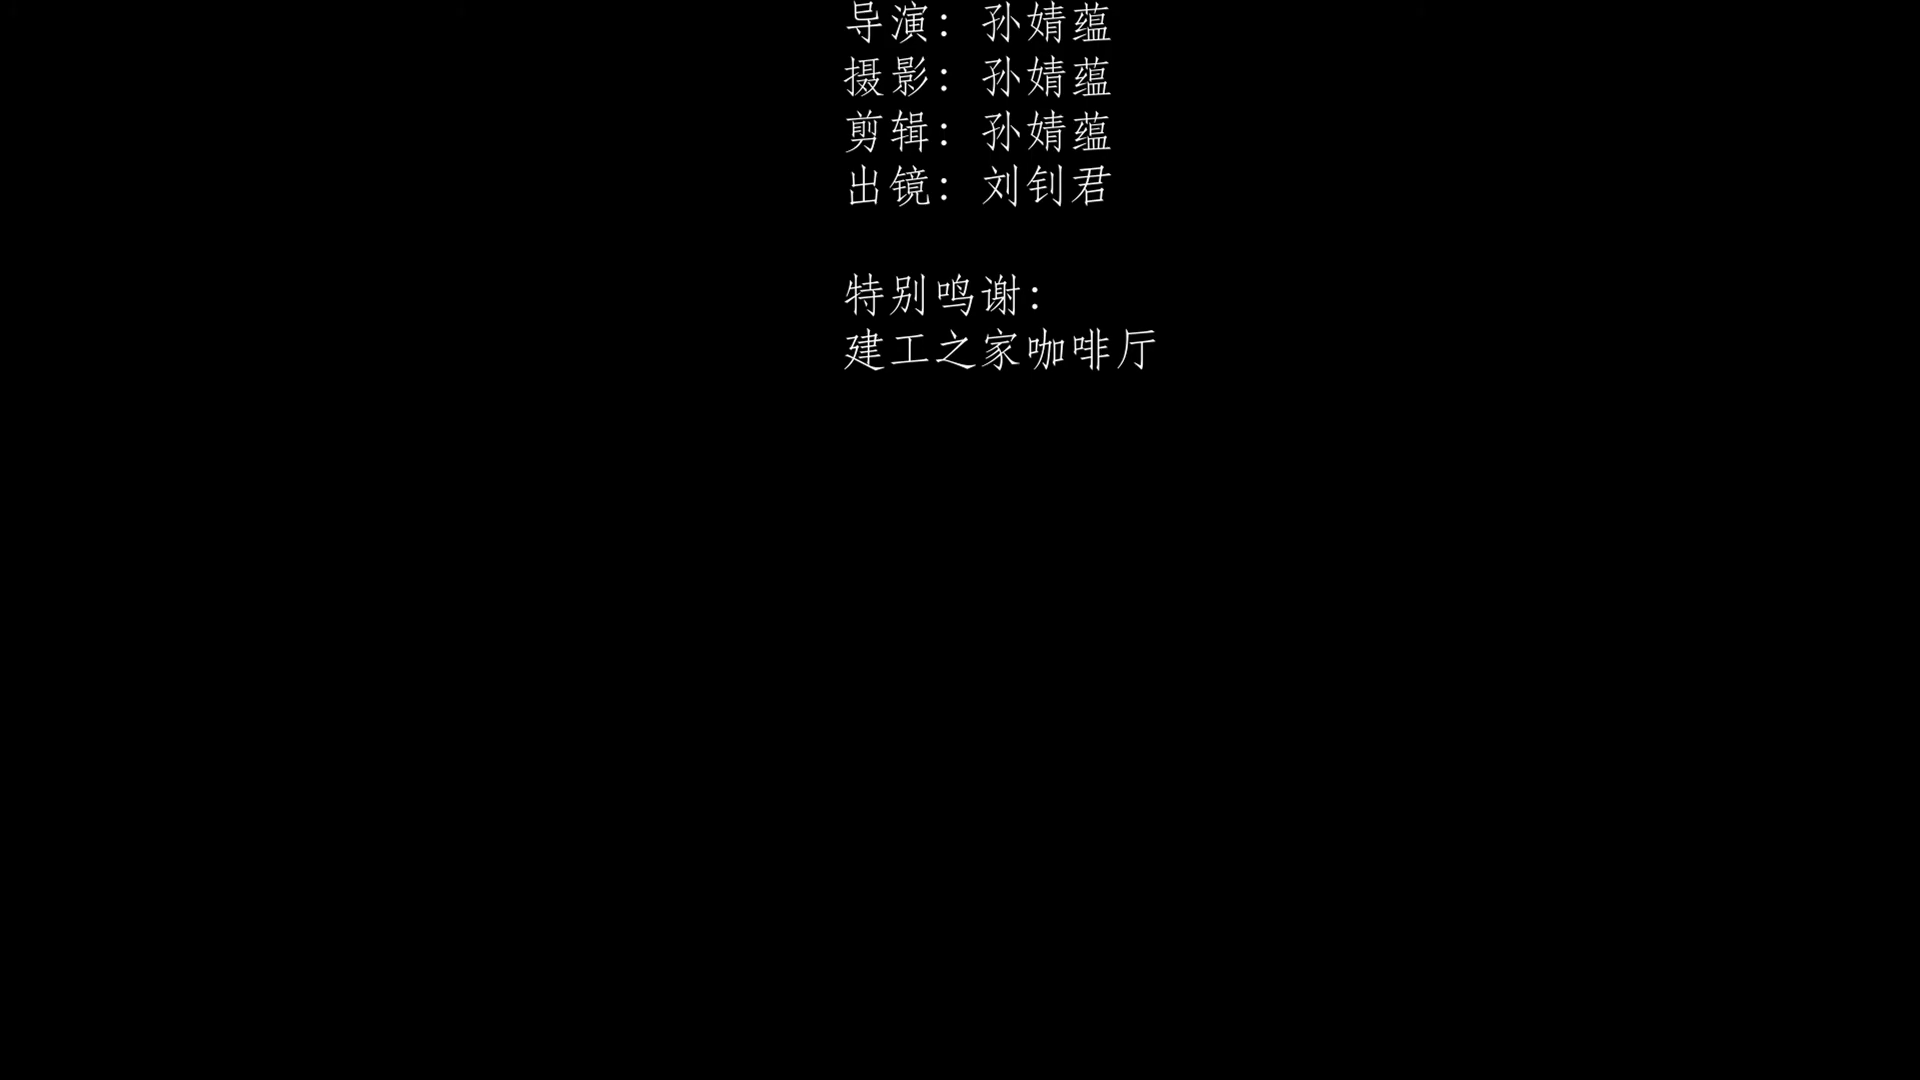 导演：孙婧蕴
摄影：孙婧蕴
剪辑：孙婧蕴
出镜：刘钊君
特别鸣谢：
建工之家咖啡厅